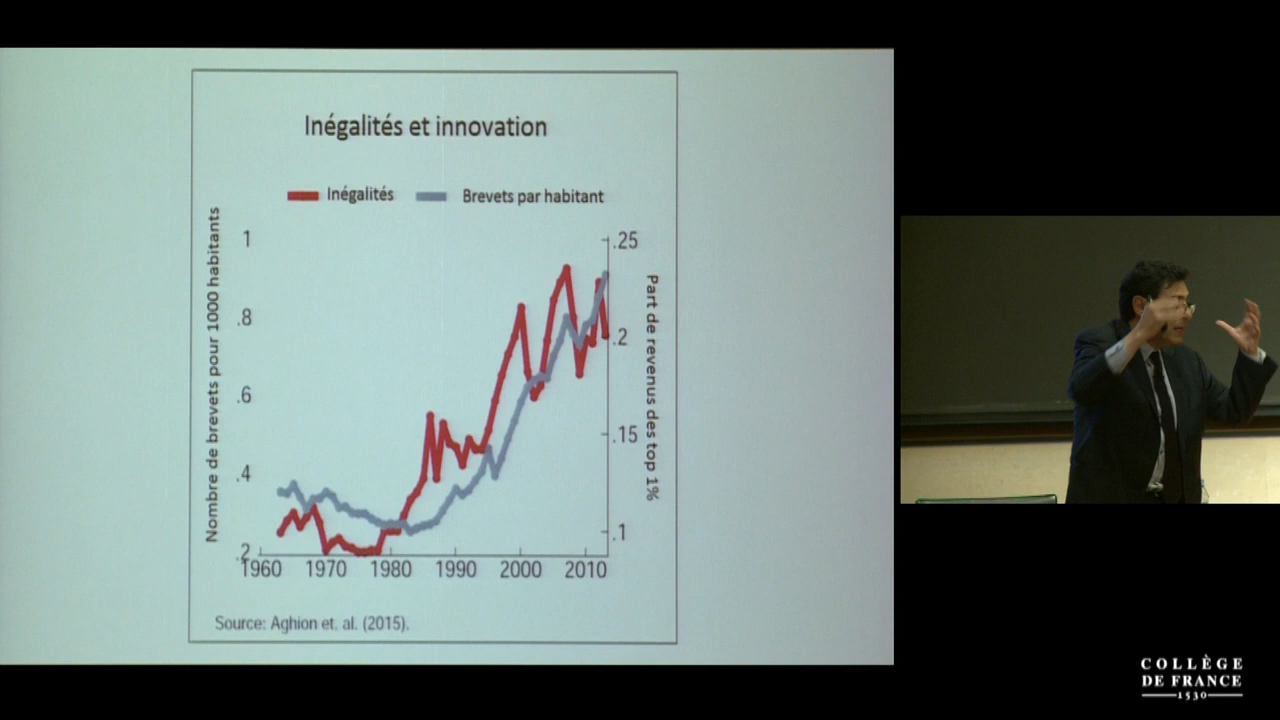 Inégalités et innovation
Inégalités
Brevets par habitant
Nombre de brevets pour 1000 habitants
1
.8
.6
.4
.2
.25
.2
.15
.1
Part de revenus des top 1%
1960 1970 1980 1990 2000 2010
Source: Aghion et. al. (2015).
COLLÈGE
DE FRANCE
1530